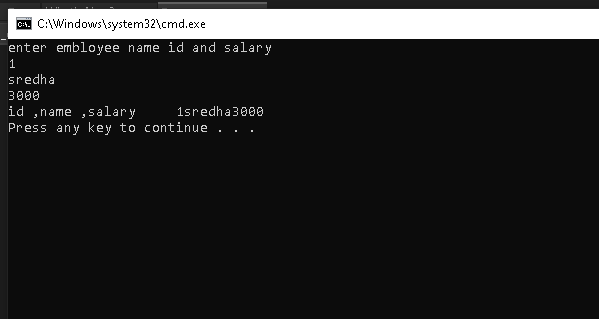 C:\Windows\system32\cmd.exe
enter embloyee name id and salary
1
sredha
3000
id ,name ,salary     1sredha3000
Press any key to continue . . .